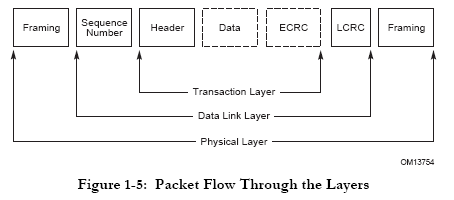 Framing
Sequence
Number
Header
Data
ECRC
LCRC
Framing
Transaction Layer
Data Link Layer
Physical Layer
OM13754
Figure 1-5: Packet Flow Through the Layers